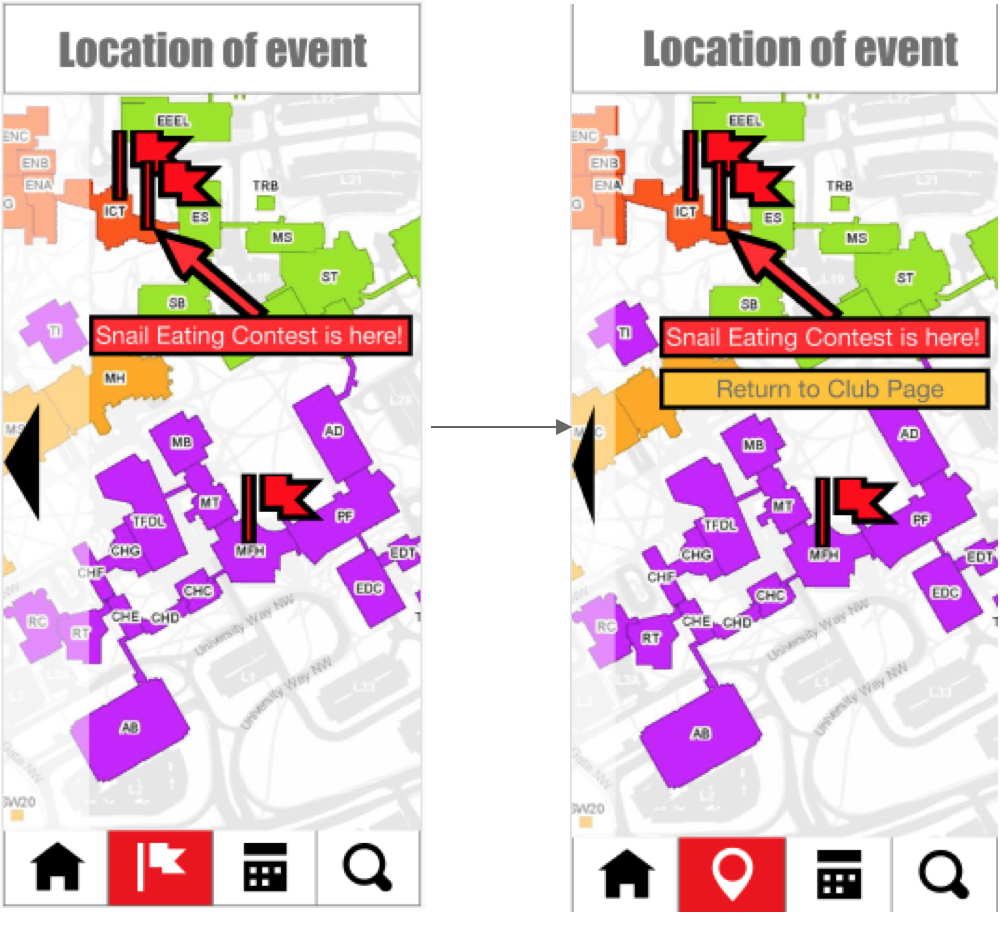 Location of event
EEEL
ENC
ENB
ENA
G
L21
TRB
ICT
ES
MS
ST
SB
TI
Snail Eating Contest is here!
MH
L28
MS
AD
MB
MT
TFDL
PF
CHG
MFH
EDT
CHF
CHC
EDC
RC
RT
CHE
CHD
University Way NW
L1
L3A
L33
University Way NW
AB
Gate NW
L2
SW20
Location of event
EEEL
ENC
ENB
ENA
G
L21
TRB
ICT
ES
MS
L19
ST
SB
TI
Snail Eating Contest is here!
Return to Club Page
AD
MB
MT
TFDL
PF
CHG
MFH
EDT
CHF
CHC
EDC
RC
RT
CHE
CHD
University Way NW
L1
L3A
L33
University Way NW
AB
Gate NW
L2
SW20